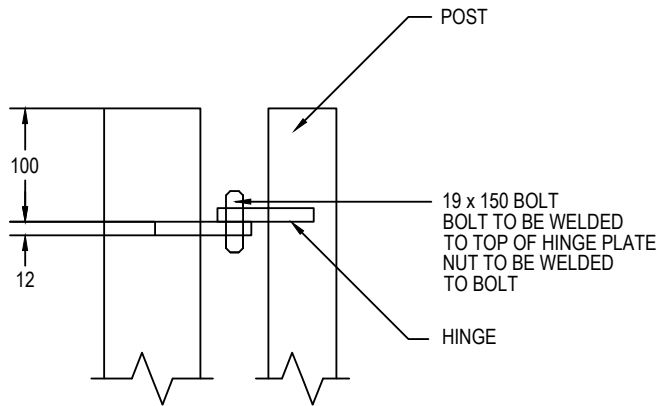 POST
100
19 x 150 BOLT
BOLT TO BE WELDED
TO TOP OF HINGE PLATE
NUT TO BE WELDED
TO BOLT
12
HINGE